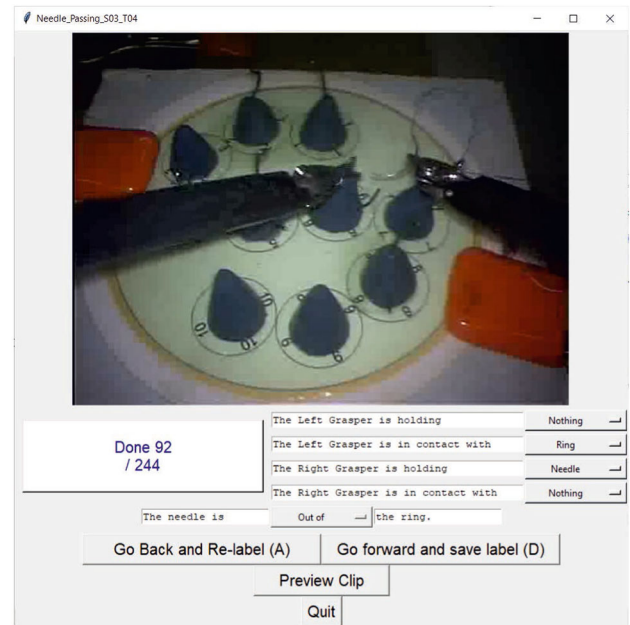 Needle_Passing_S03_T04
The Left Grasper is holding Nothing
The Left Grasper is in contact with Ring
The Right Grasper is holding Needle
The Right Grasper is in contact with Nothing
Done 92
/ 244
The needle is Out of the ring.
Go Back and Re-label (A) Go forward and save label (D)
Preview Clip
Quit